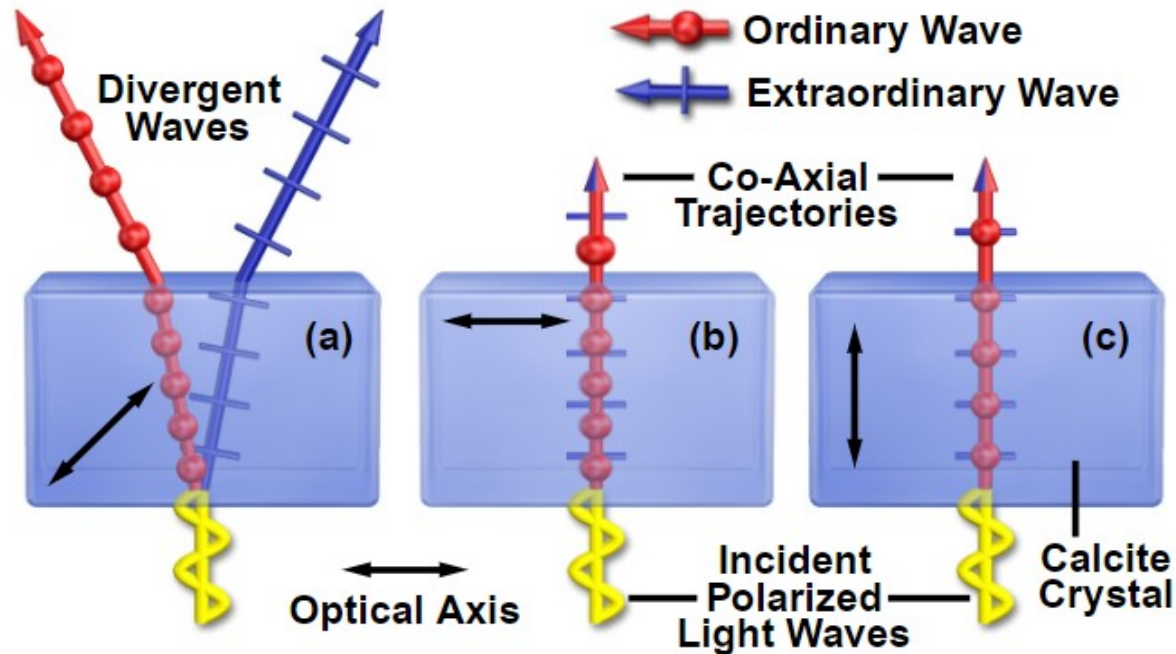 Ordinary Wave
Divergent
Waves
Extraordinary Wave
Co-Axial
Trajectories
(a)
(b)
(c)
Optical Axis
Incident
Polarized
Light Waves
Calcite
Crystal